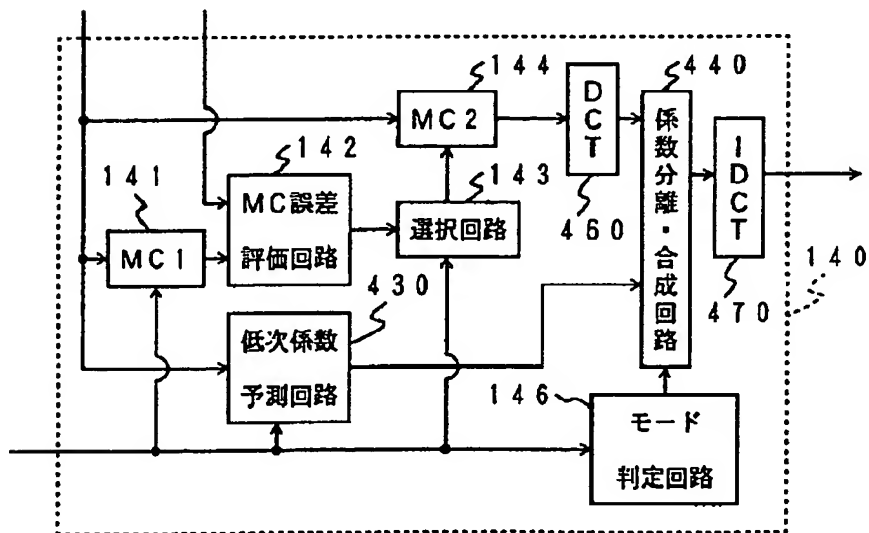 144
440
MC2
DCT
係数分離・合成回路
IDCT
142
143
141
MC誤差
評価回路
選択回路
460
MC1
140
430
470
低次係数
予測回路
146
モード
判定回路